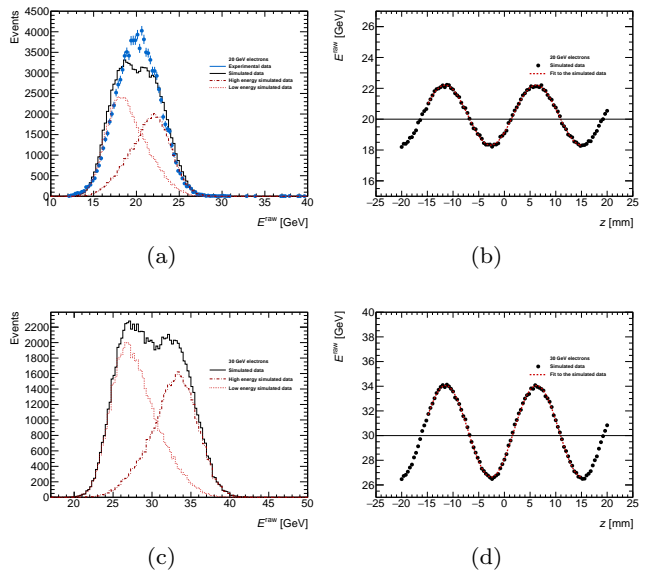 Events
4500
4000
3500
3000
2500
2000
1500
1000
500
0
20 GeV electrons
Experimental data
Simulated data
High energy simulated data
Low energy simulated data
10 15 20 25 30 35 40
E^raw [GeV]
(a)
E^raw [GeV]
26
24
22
20
18
16
20 GeV electrons
Simulated data
Fit to the simulated data
−25 −20 −15 −10 −5 0 5 10 15 20 25
z [mm]
(b)
Events
2200
2000
1800
1600
1400
1200
1000
800
600
400
200
0
30 GeV electrons
Simulated data
High energy simulated data
Low energy simulated data
20 25 30 35 40 45 50
E^raw [GeV]
(c)
E^raw [GeV]
40
38
36
34
32
30
28
26
30 GeV electrons
Simulated data
Fit to the simulated data
−25 −20 −15 −10 −5 0 5 10 15 20 25
z [mm]
(d)